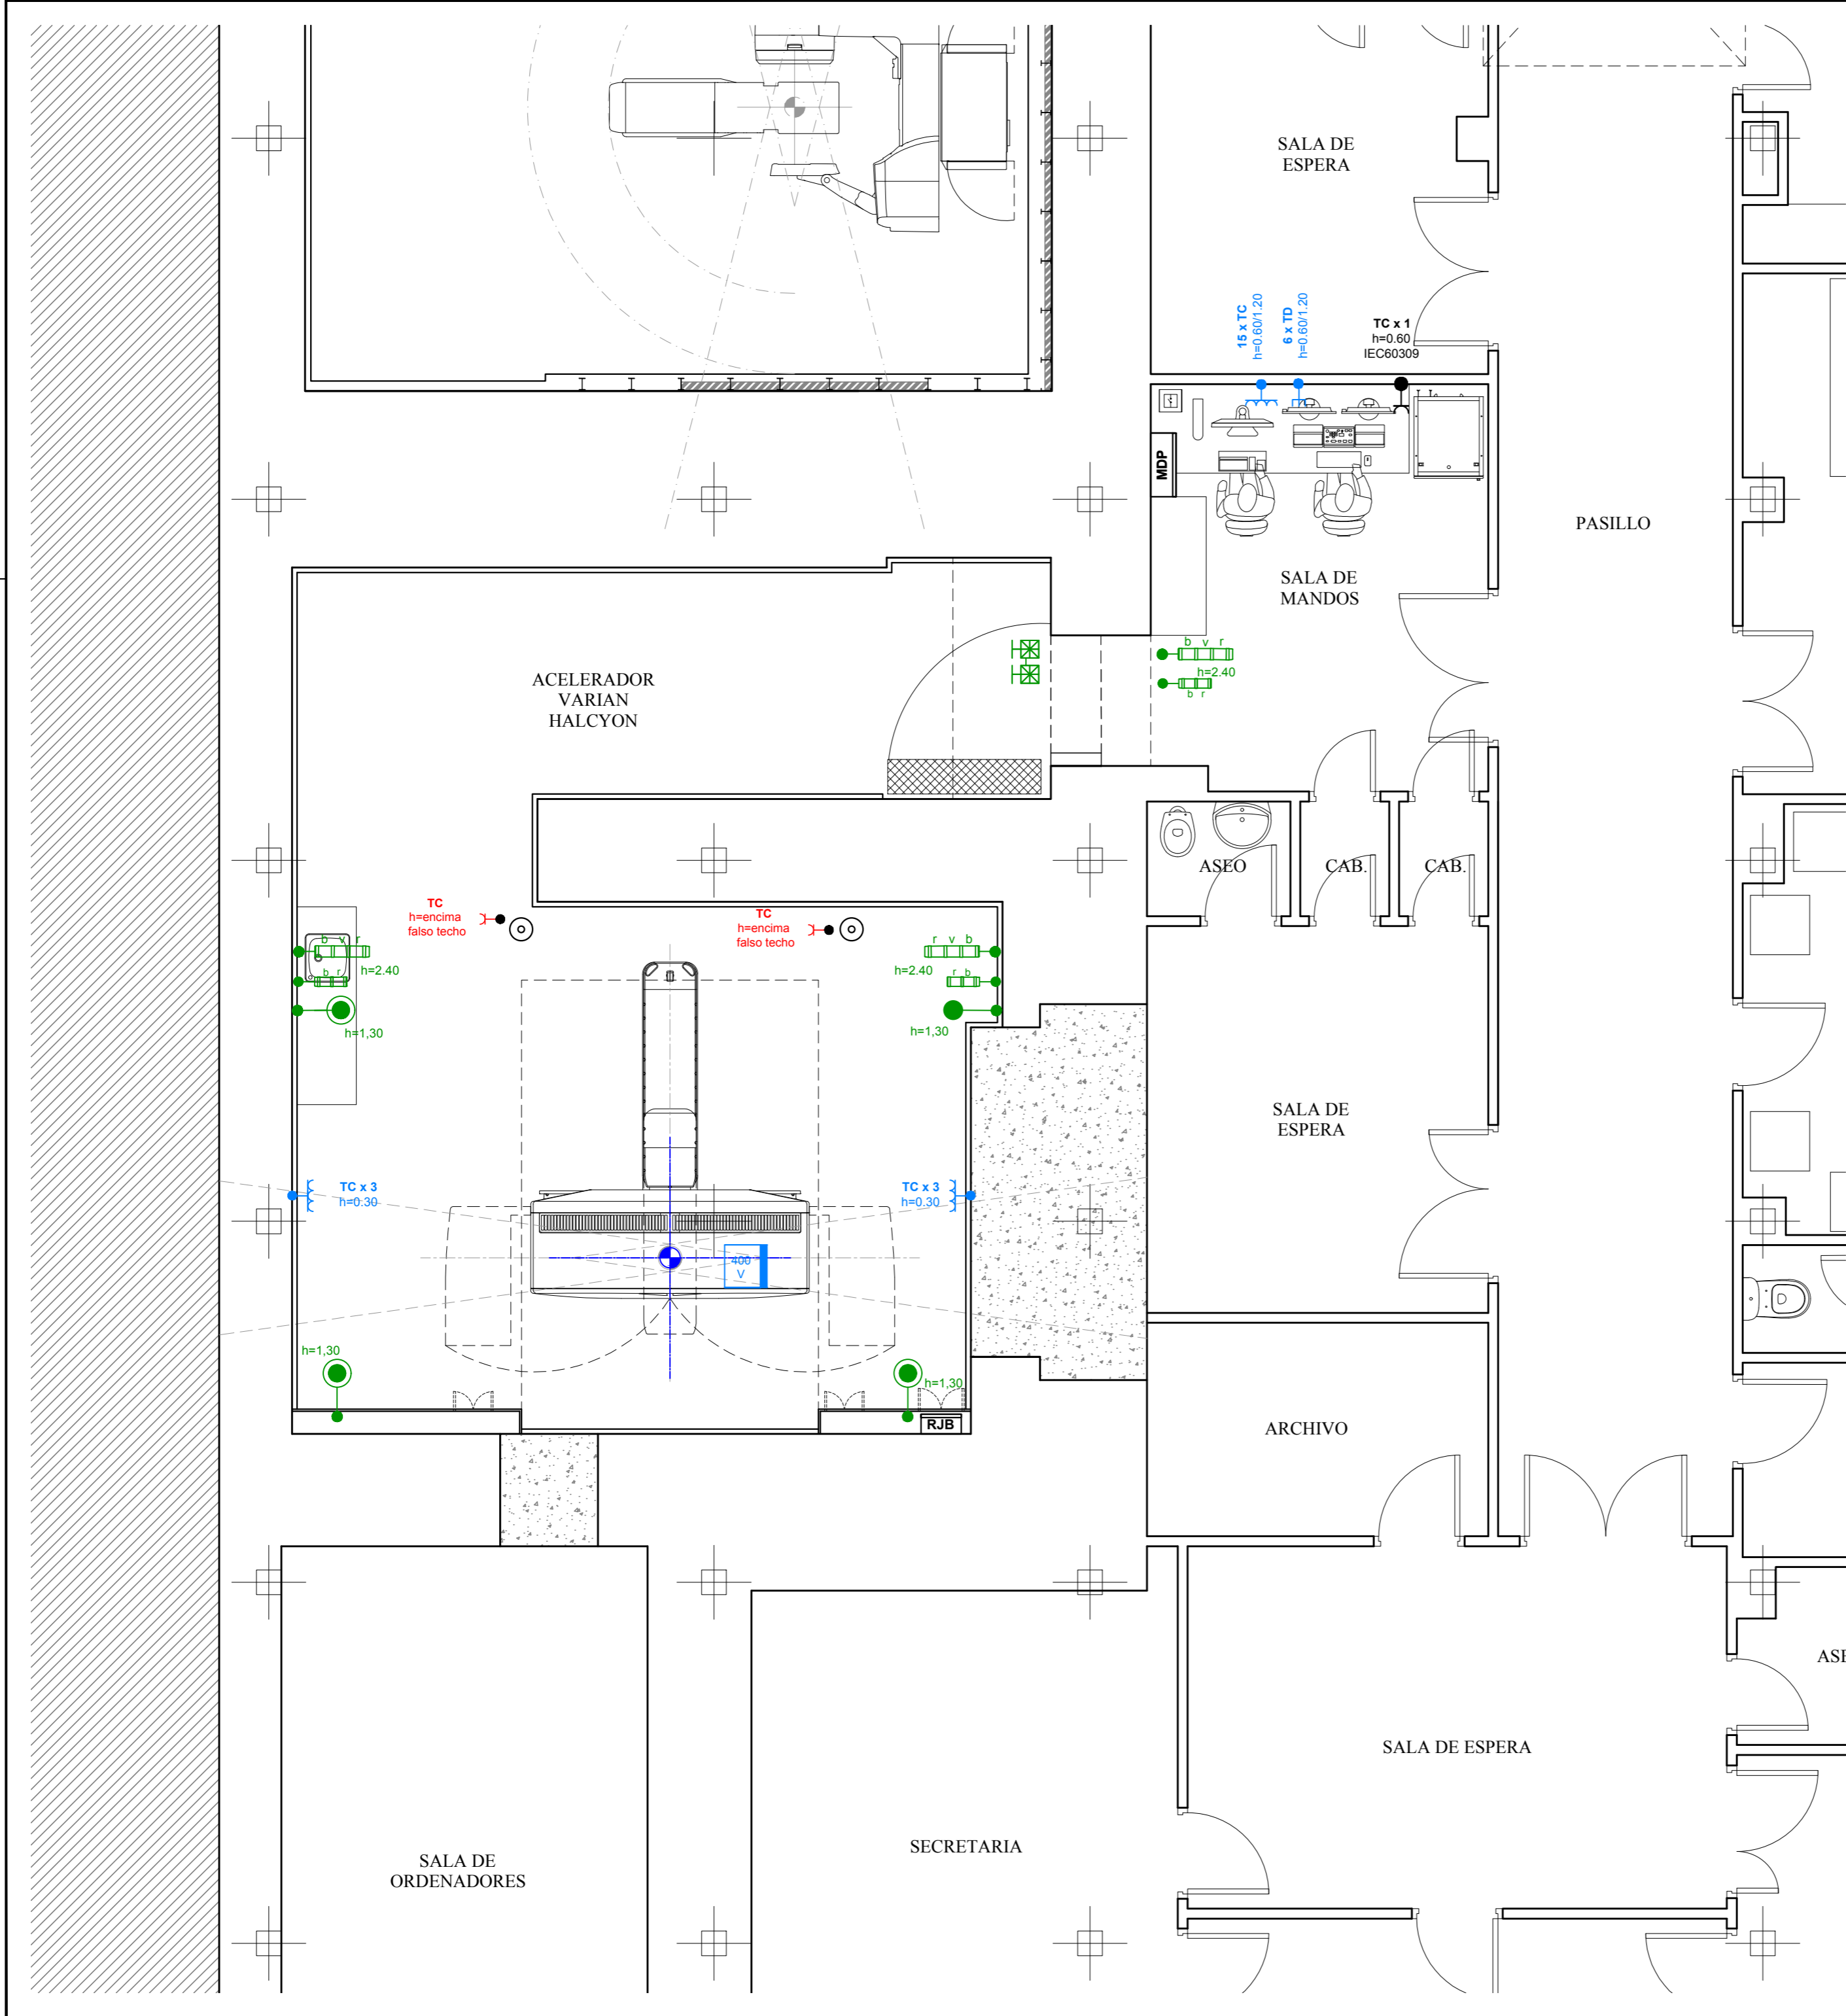 SALA DE
ESPERA
15 x TC
h=0.60/1.20
6 x TD
h=0.60/1.20
TC x 1
h=0.60
IEC60309
MDP
PASILLO
SALA DE
MANDOS
b v r
h=2.40
b r
ACELERADOR
VARIAN
HALCYON
ASEO
CAB.
CAB.
TC
h=encima
falso techo
TC
h=encima
falso techo
b v r
h=2.40
b r
h=1,30
r v b
h=2.40
r b
h=1,30
SALA DE
ESPERA
TC x 3
h=0.30
TC x 3
h=0.30
400
V
h=1,30
h=1,30
RJB
ARCHIVO
SALA DE ESPERA
SECRETARIA
SALA DE
ORDENADORES